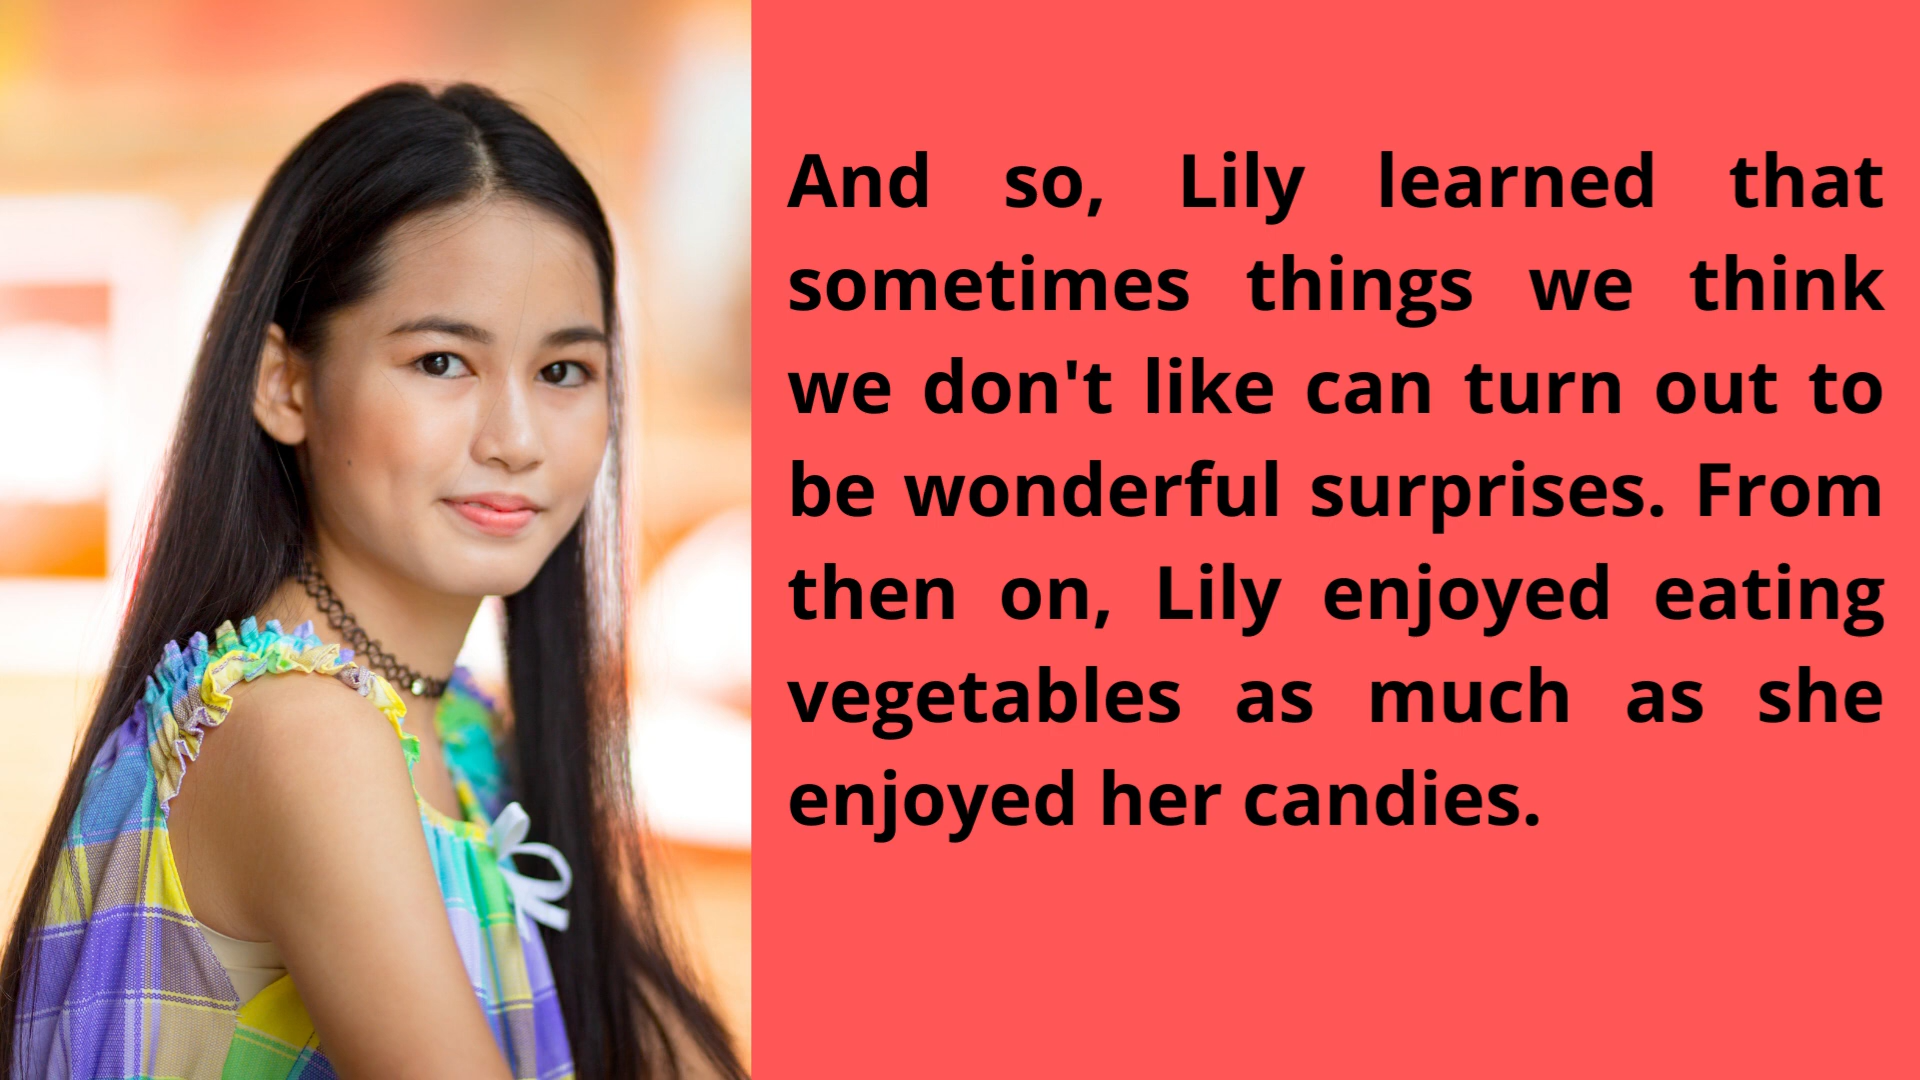 And so, Lily learned that
sometimes things we think
we don't like can turn out to
be wonderful surprises. From
then on, Lily enjoyed eating
vegetables as much as she
enjoyed her candies.